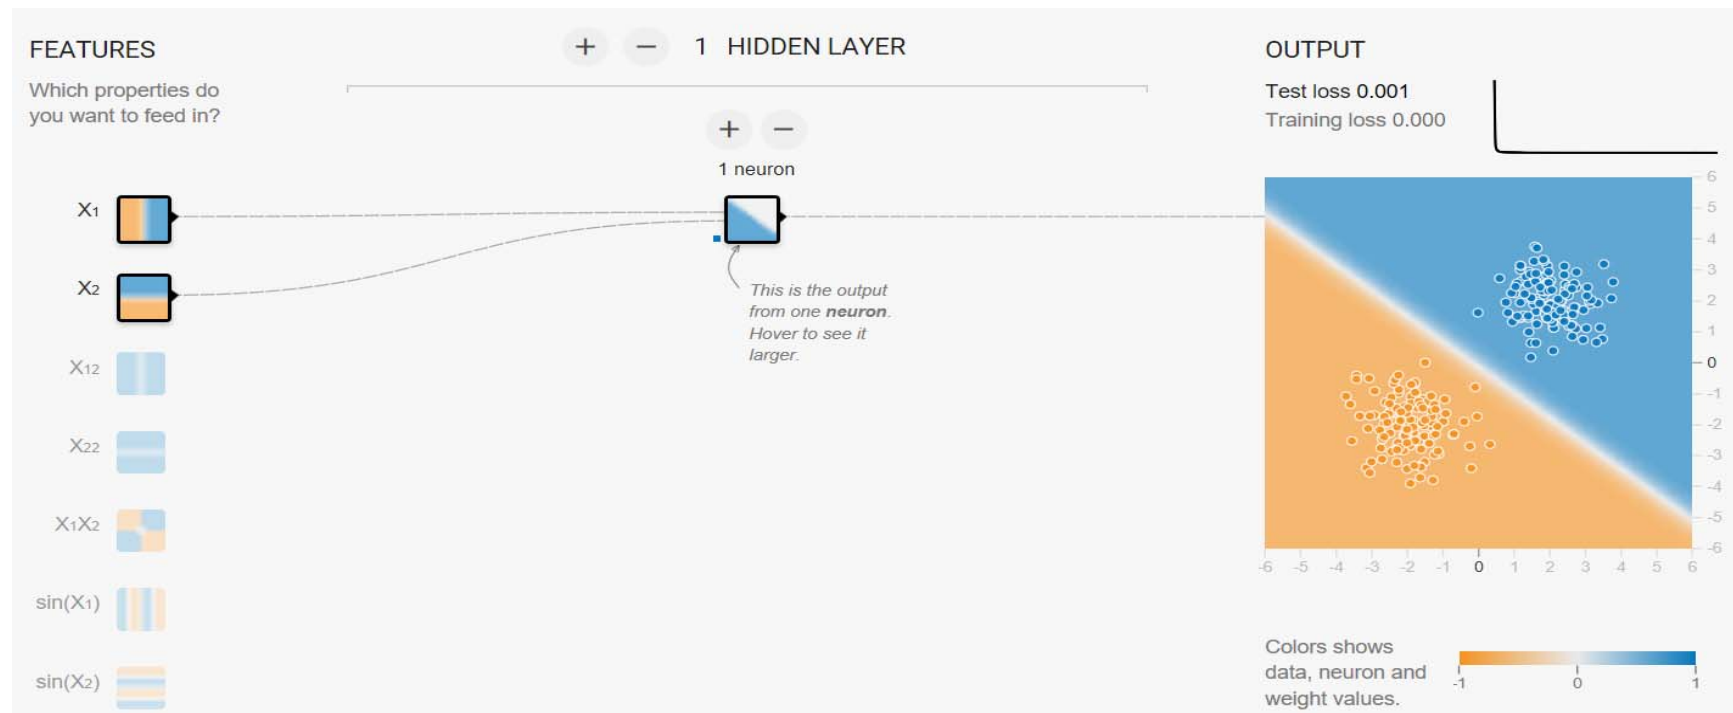 FEATURES
Which properties do
you want to feed in?
X1
X2
X12
X22
X1X2
sin(X1)
sin(X2)
+ − 1 HIDDEN LAYER
+ −
1 neuron
This is the output
from one neuron.
Hover to see it
larger.
OUTPUT
Test loss 0.001
Training loss 0.000
6
5
4
3
2
1
0
-1
-2
-3
-4
-5
-6
-6 -5 -4 -3 -2 -1 0 1 2 3 4 5 6
Colors shows
data, neuron and
weight values.
-1 0 1